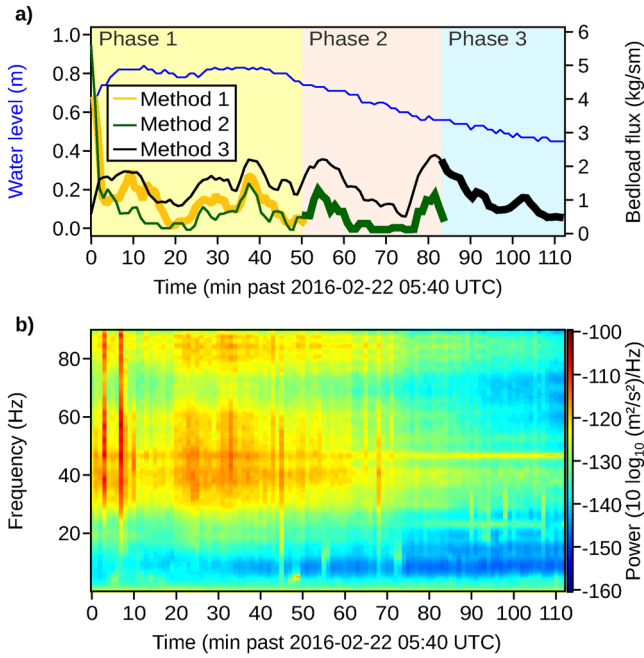 a)
Phase 1 Phase 2 Phase 3
Method 1
Method 2
Method 3
Water level (m)
1.0
0.8
0.6
0.4
0.2
0.0
Bedload flux (kg/sm)
6
5
4
3
2
1
0
0 10 20 30 40 50 60 70 80 90 100 110
Time (min past 2016-02-22 05:40 UTC)
b)
Frequency (Hz)
80
60
40
20
-100
-110
-120
-130
-140
-150
-160
Power (10 log10 (m²/s²)/Hz)
0 10 20 30 40 50 60 70 80 90 100 110
Time (min past 2016-02-22 05:40 UTC)